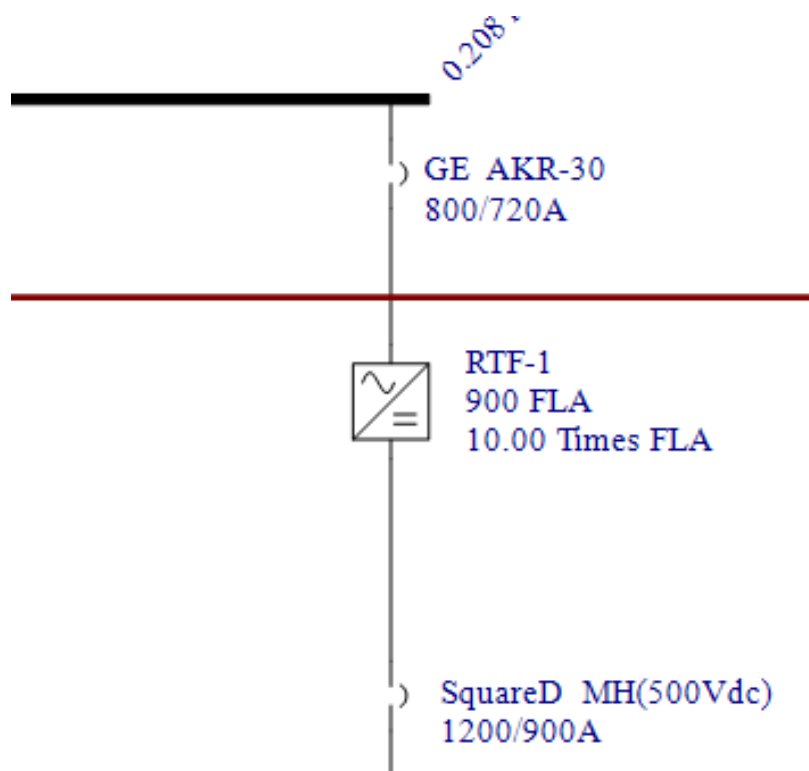 0.208
GE AKR-30
800/720A
RTF-1
900 FLA
10.00 Times FLA
SquareD MH(500Vdc)
1200/900A